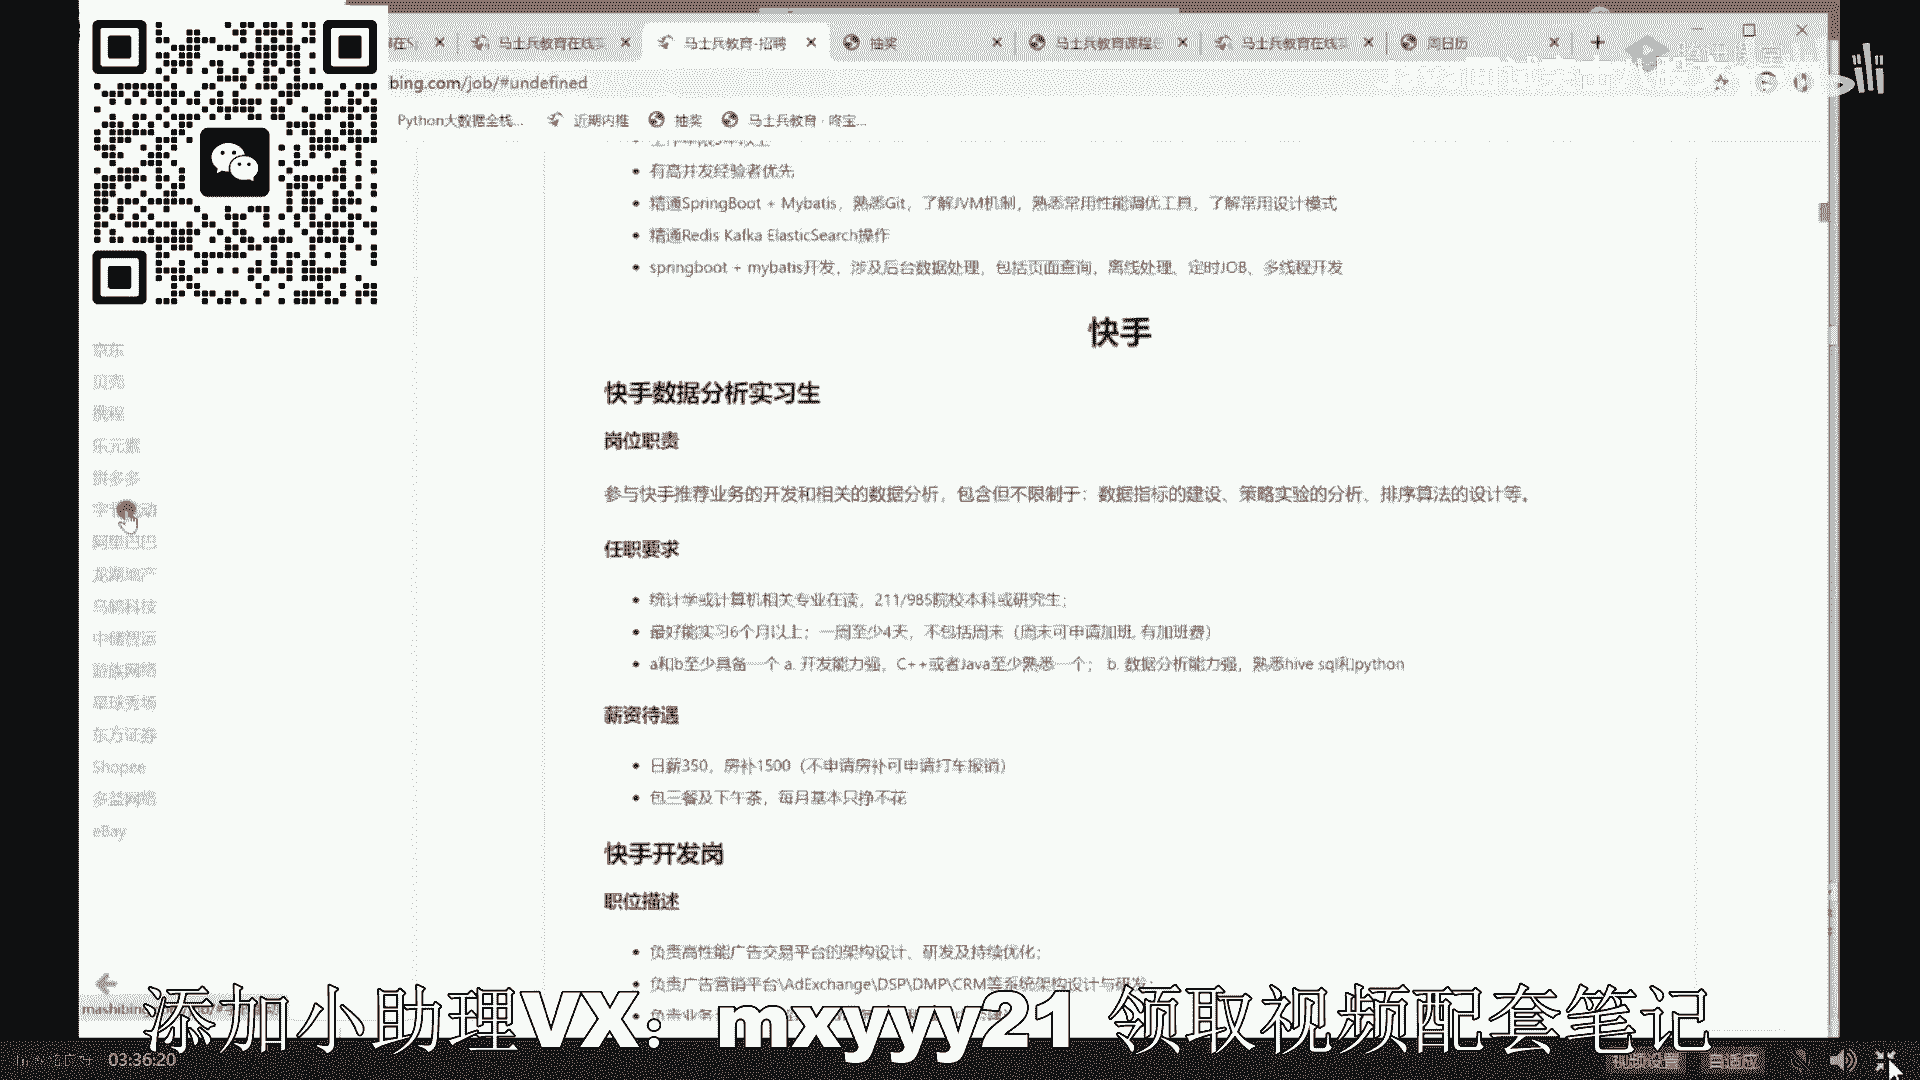 马士兵教育在线
马士兵教育-招聘
抽奖
马士兵教育课程
马士兵教育在线
周日历
bing.com/job/#undefined
Python大数据全栈...
近期内推
抽奖
马士兵教育 · 咚宝...
有高并发经验者优先
精通SpringBoot + Mybatis，熟悉Git，了解JVM机制，熟悉常用性能调优工具，了解常用设计模式
精通Redis Kafka ElasticSearch操作
springboot + mybatis开发，涉及后台数据处理，包括页面查询，离线处理、定时JOB、多线程开发
快手
快手数据分析实习生
岗位职责
参与快手推荐业务的开发和相关的数据分析，包含但不限制于：数据指标的建设、策略实验的分析、排序算法的设计等。
任职要求
统计学或计算机相关专业在读，211/985院校本科或研究生；
最好能实习6个月以上；一周至少4天，不包括周末（周末可申请加班, 有加班费）
a和b至少具备一个 a. 开发能力强，C++或者Java至少熟悉一个； b. 数据分析能力强，熟悉hive sql和python
薪资待遇
日薪350，房补1500（不申请房补可申请打车报销）
包三餐及下午茶，每月基本只挣不花
快手开发岗
职位描述
负责高性能广告交易平台的架构设计、研发及持续优化；
负责广告营销平台\AdExchange\DSP\DMP\CRM等系统架构设计与研发；
京东
贝壳
携程
乐元素
拼多多
字节 动
阿里巴巴
龙湖地产
乌鹊科技
中储智运
游族网络
星球秀场
东方证券
Shopee
多益网络
eBay
添加小助理VX：mxyyy21 领取视频配套笔记
03:36:20
视频设置
自适应